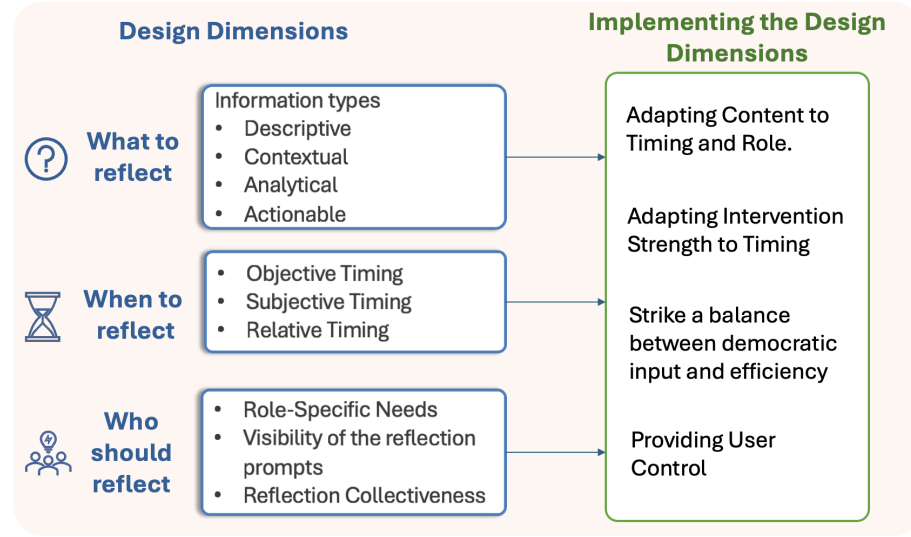 Design Dimensions
Implementing the Design
Dimensions
What to
reflect
Information types
• Descriptive
• Contextual
• Analytical
• Actionable
When to
reflect
• Objective Timing
• Subjective Timing
• Relative Timing
Who
should
reflect
• Role-Specific Needs
• Visibility of the reflection
prompts
• Reflection Collectiveness
Adapting Content to
Timing and Role.
Adapting Intervention
Strength to Timing
Strike a balance
between democratic
input and efficiency
Providing User
Control